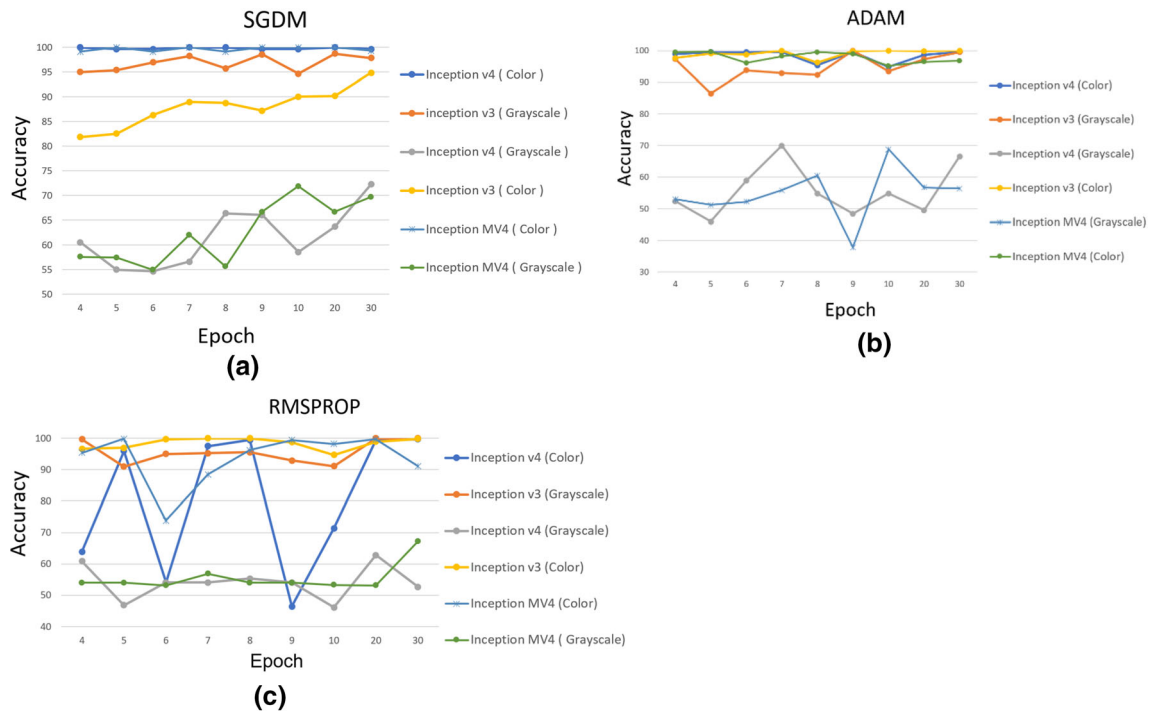 SGDM
Accuracy
100
95
90
85
80
75
70
65
60
55
50
4 5 6 7 8 9 10 20 30
Epoch
Inception v4 ( Color )
inception v3 ( Grayscale )
Inception v4 ( Grayscale )
Inception v3 ( Color )
Inception MV4 ( Color )
Inception MV4 ( Grayscale )
(a)
ADAM
Accuracy
100
90
80
70
60
50
40
30
4 5 6 7 8 9 10 20 30
Epoch
Inception v4 (Color)
Inception v3 (Grayscale)
Inception v4 (Grayscale)
Inception v3 (Color)
Inception MV4 (Grayscale)
Inception MV4 (Color)
(b)
RMSPROP
Accuracy
100
90
80
70
60
50
40
4 5 6 7 8 9 10 20 30
Epoch
Inception v4 (Color)
Inception v3 (Grayscale)
Inception v4 (Grayscale)
Inception v3 (Color)
Inception MV4 (Color)
Inception MV4 ( Grayscale)
(c)